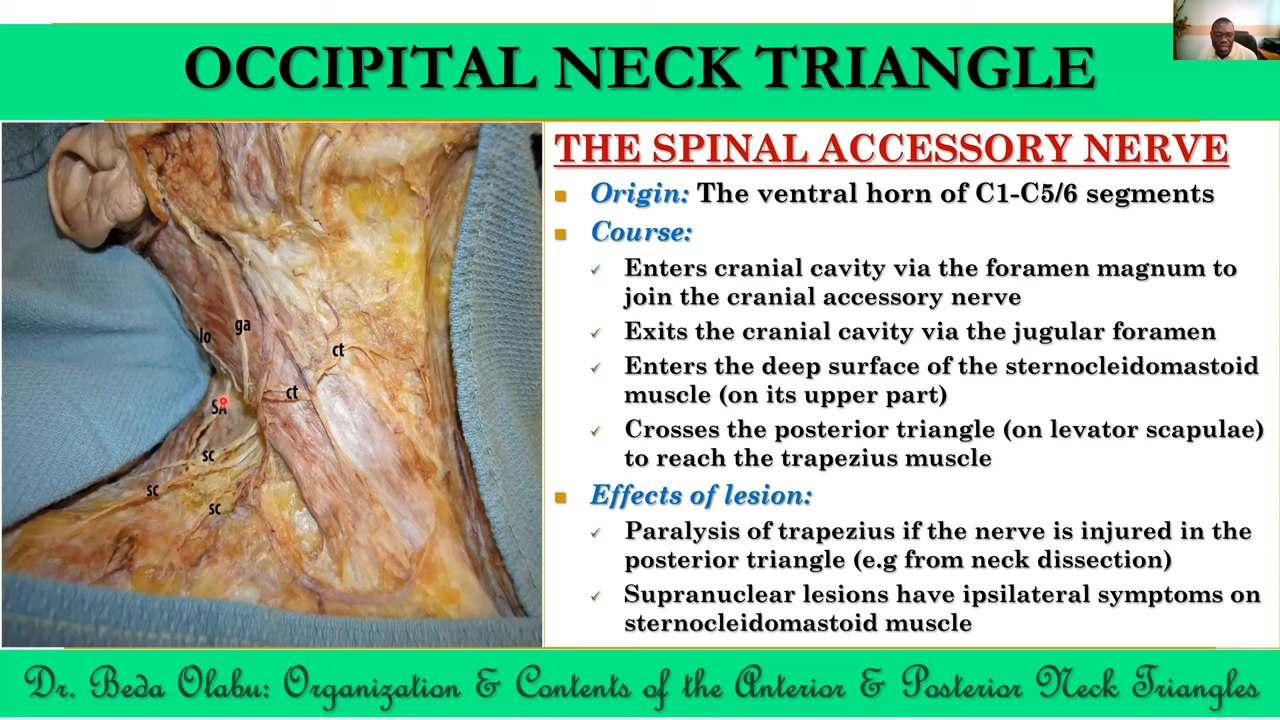 OCCIPITAL NECK TRIANGLE
lo
ga
ct
ct
SA
sc
sc
sc
THE SPINAL ACCESSORY NERVE
Origin: The ventral horn of C1-C5/6 segments
Course:
Enters cranial cavity via the foramen magnum to
join the cranial accessory nerve
Exits the cranial cavity via the jugular foramen
Enters the deep surface of the sternocleidomastoid
muscle (on its upper part)
Crosses the posterior triangle (on levator scapulae)
to reach the trapezius muscle
Effects of lesion:
Paralysis of trapezius if the nerve is injured in the
posterior triangle (e.g from neck dissection)
Supranuclear lesions have ipsilateral symptoms on
sternocleidomastoid muscle
Dr. Beda Olabu: Organization & Contents of the Anterior & Posterior Neck Triangles